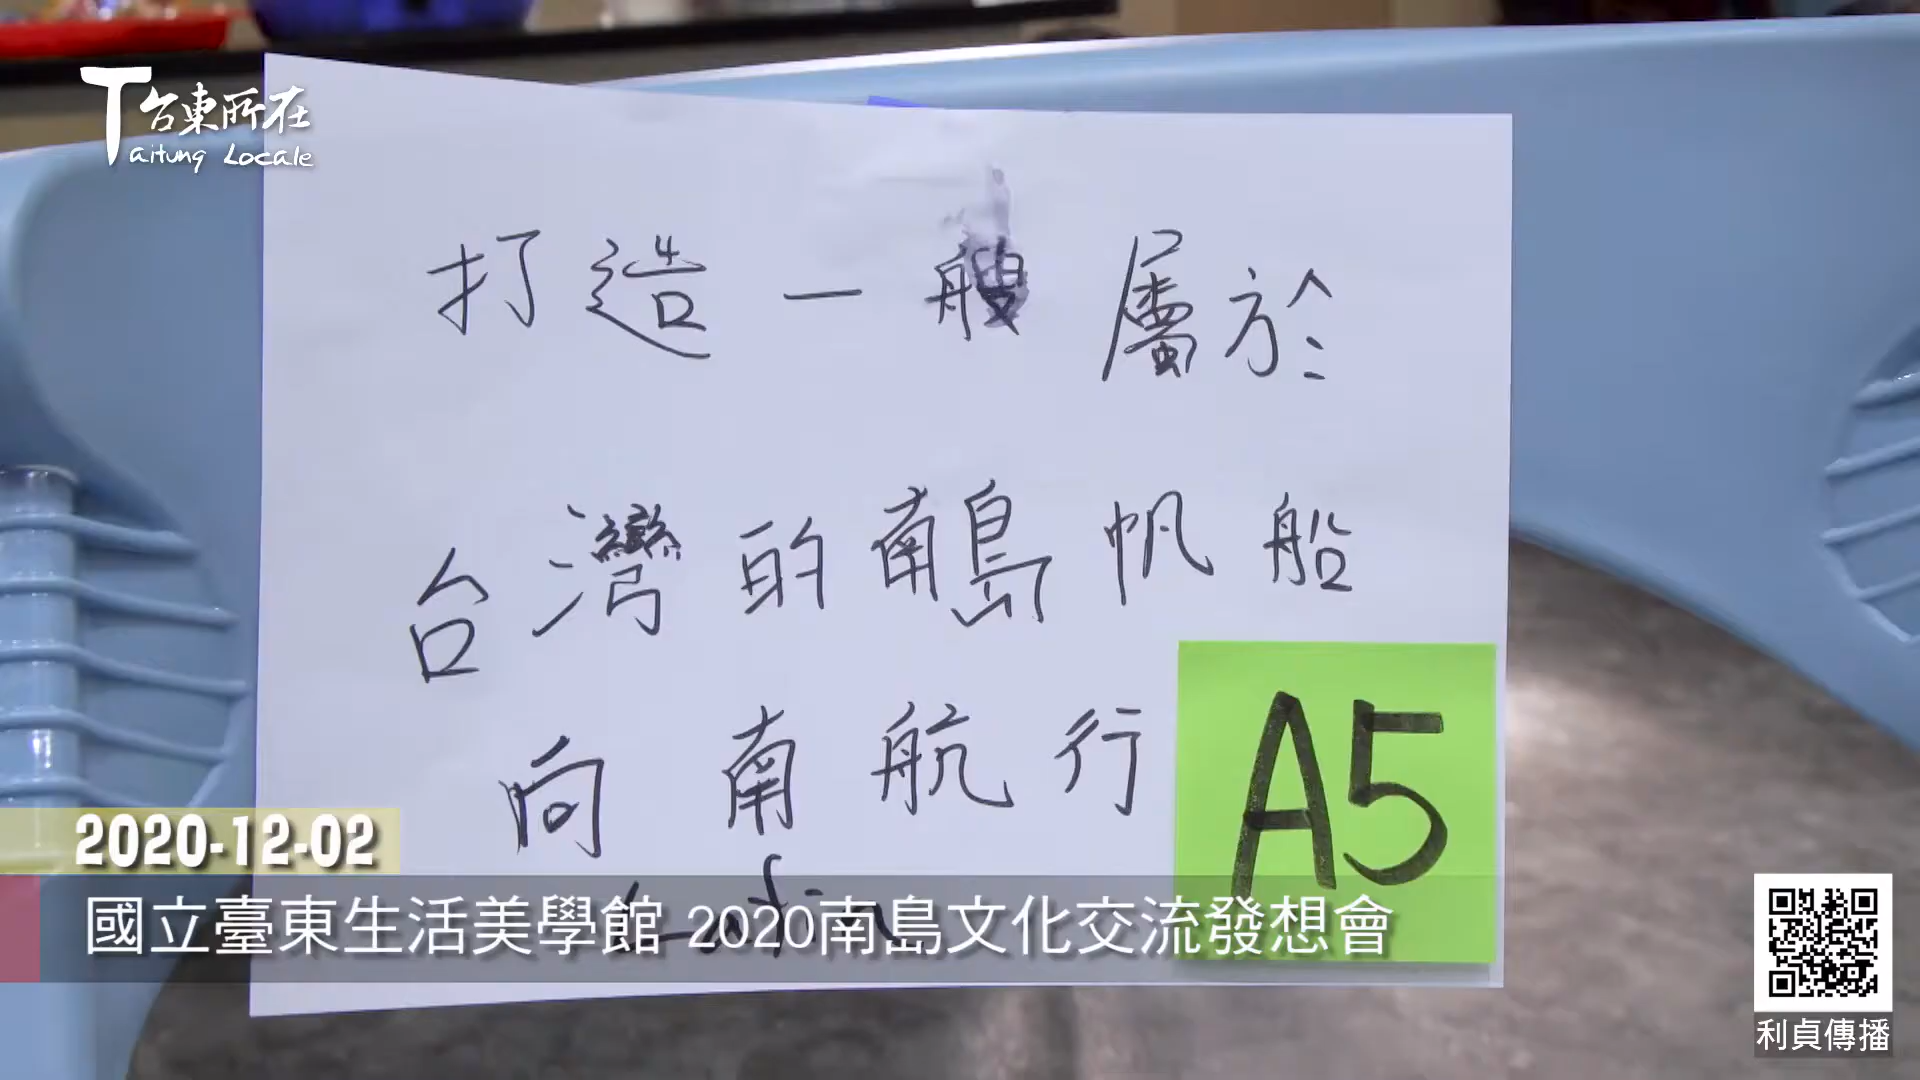 台東所在
Taitung Locale
打造一艘屬於
台灣的南島帆船
向南航行
A5
2020-12-02
國立臺東生活美學館 2020南島文化交流發想會
利貞傳播